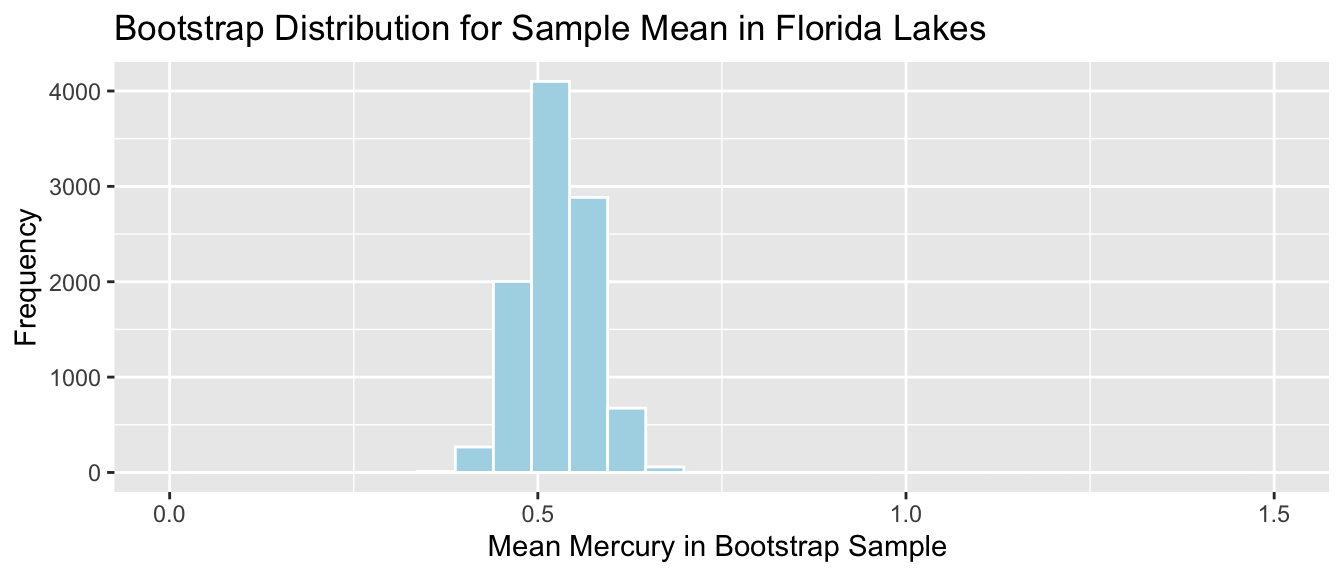 Bootstrap Distribution for Sample Mean in Florida Lakes
4000
3000
2000
1000
0
Frequency
0.0 0.5 1.0 1.5
Mean Mercury in Bootstrap Sample